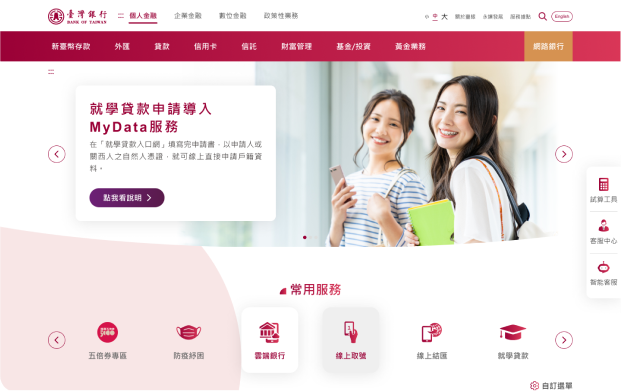 臺灣銀行
BANK OF TAIWAN
:::
個人金融 企業金融 數位金融 政策性業務
小 中 大 關於臺銀 永續發展 服務據點 English
新臺幣存款 外匯 貸款 信用卡 信託 財富管理 基金/投資 黃金業務 網路銀行
:::
就學貸款申請導入
MyData服務
在「就學貸款入口網」填寫完申請書，以申請人或
關西人之自然人憑證，就可線上直接申請戶籍資
料。
點我看說明
試算工具
客服中心
智能客服
常用服務
五倍券專區 防疫紓困 雲端銀行 線上取號 線上結匯 就學貸款
自訂選單